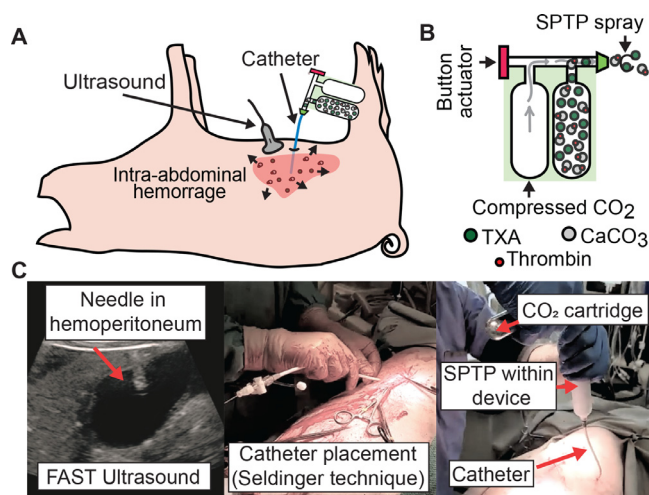 A
Ultrasound
Catheter
Intra-abdominal
hemorrage
B
SPTP spray
Button
actuator
Compressed CO₂
TXA
CaCO₃
Thrombin
C
Needle in
hemoperitoneum
FAST Ultrasound
Catheter placement
(Seldinger technique)
CO₂ cartridge
SPTP within
device
Catheter